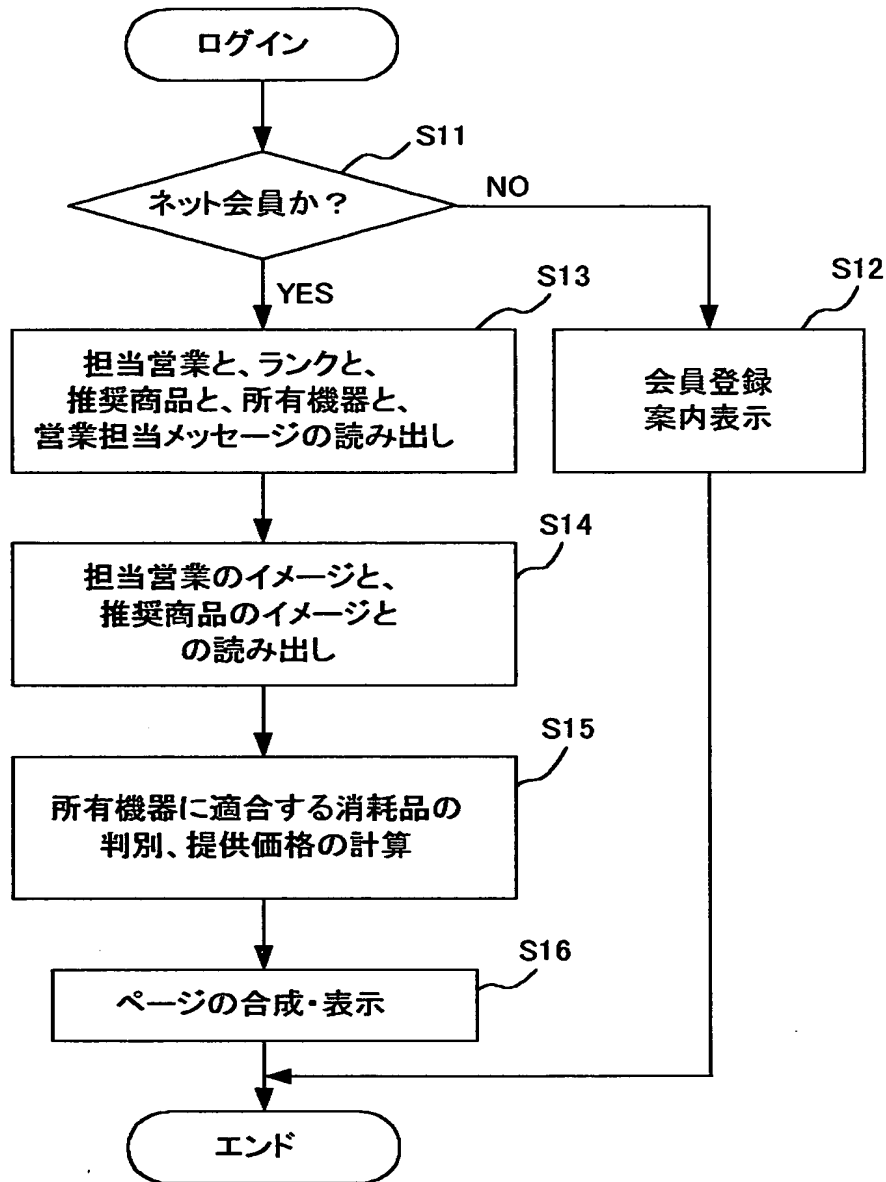 ログイン
S11
ネット会員か？
NO
YES
S13
担当営業と、ランクと、
推奨商品と、所有機器と、
営業担当メッセージの読み出し
S12
会員登録
案内表示
S14
担当営業のイメージと、
推奨商品のイメージと
の読み出し
S15
所有機器に適合する消耗品の
判別、提供価格の計算
S16
ページの合成・表示
エンド